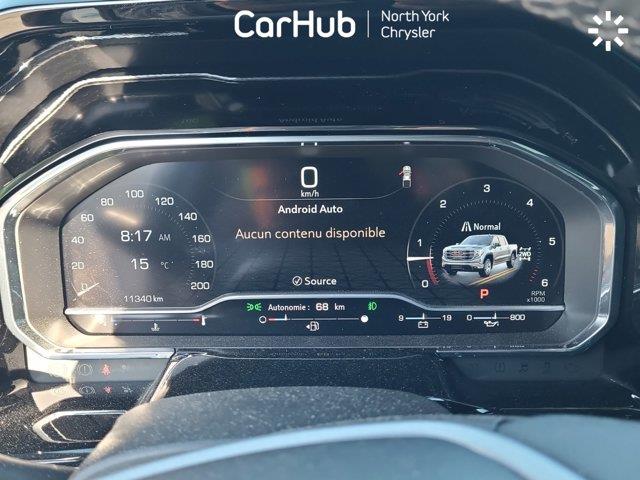 CarHub
North York
Chrysler
0
km/h
Android Auto
Aucun contenu disponible
Source
0
20
40
60
80
100
120
140
160
180
200
8:17 AM
15 °C
11340 km
Autonomie : 68 km
Normal
2WD
0
1
2
3
4
5
6
P
RPM
x1000
9
19
0
800